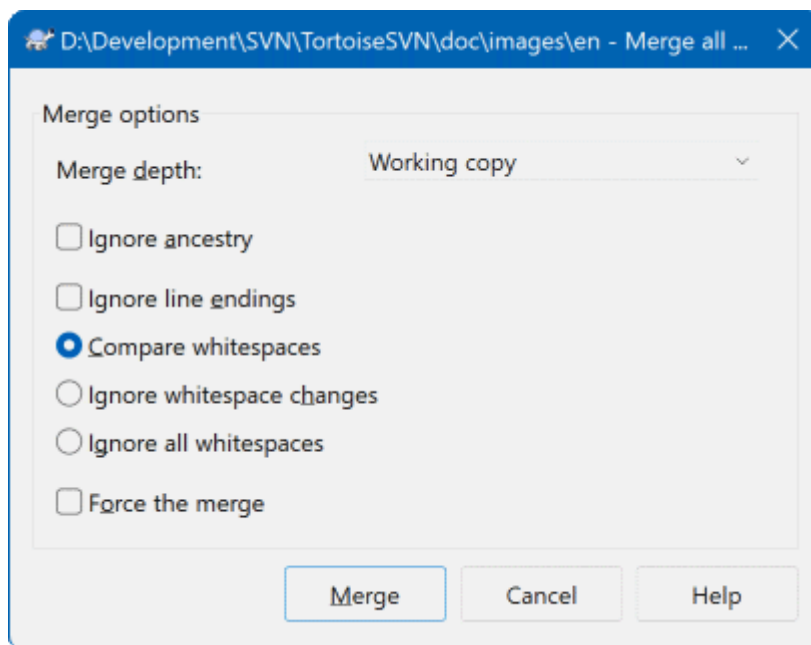 D:\Development\SVN\TortoiseSVN\doc\images\en - Merge all ...
Merge options
Merge depth: Working copy
Ignore ancestry
Ignore line endings
Compare whitespaces
Ignore whitespace changes
Ignore all whitespaces
Force the merge
Merge Cancel Help